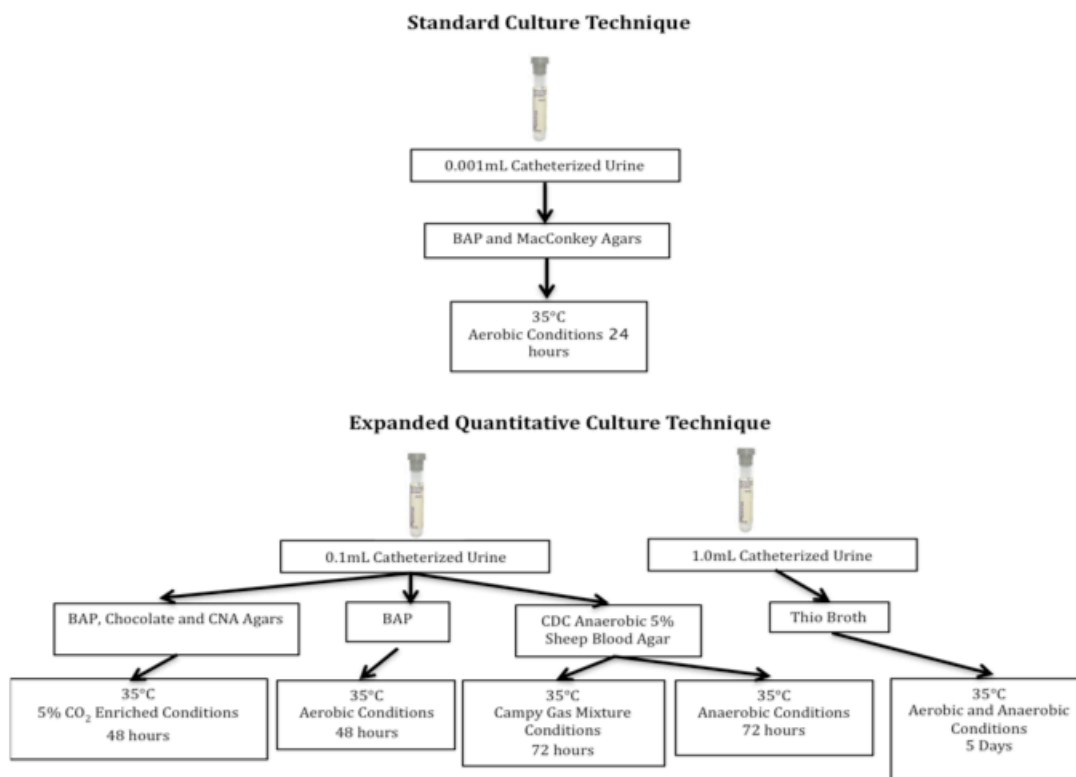 Standard Culture Technique
0.001mL Catheterized Urine
BAP and MacConkey Agars
35°C
Aerobic Conditions 24
hours
Expanded Quantitative Culture Technique
0.1mL Catheterized Urine
1.0mL Catheterized Urine
BAP, Chocolate and CNA Agars
BAP
CDC Anaerobic 5%
Sheep Blood Agar
Thio Broth
35°C
5% CO₂ Enriched Conditions
48 hours
35°C
Aerobic Conditions
48 hours
35°C
Campy Gas Mixture
Conditions
72 hours
35°C
Anaerobic Conditions
72 hours
35°C
Aerobic and Anaerobic
Conditions
5 Days